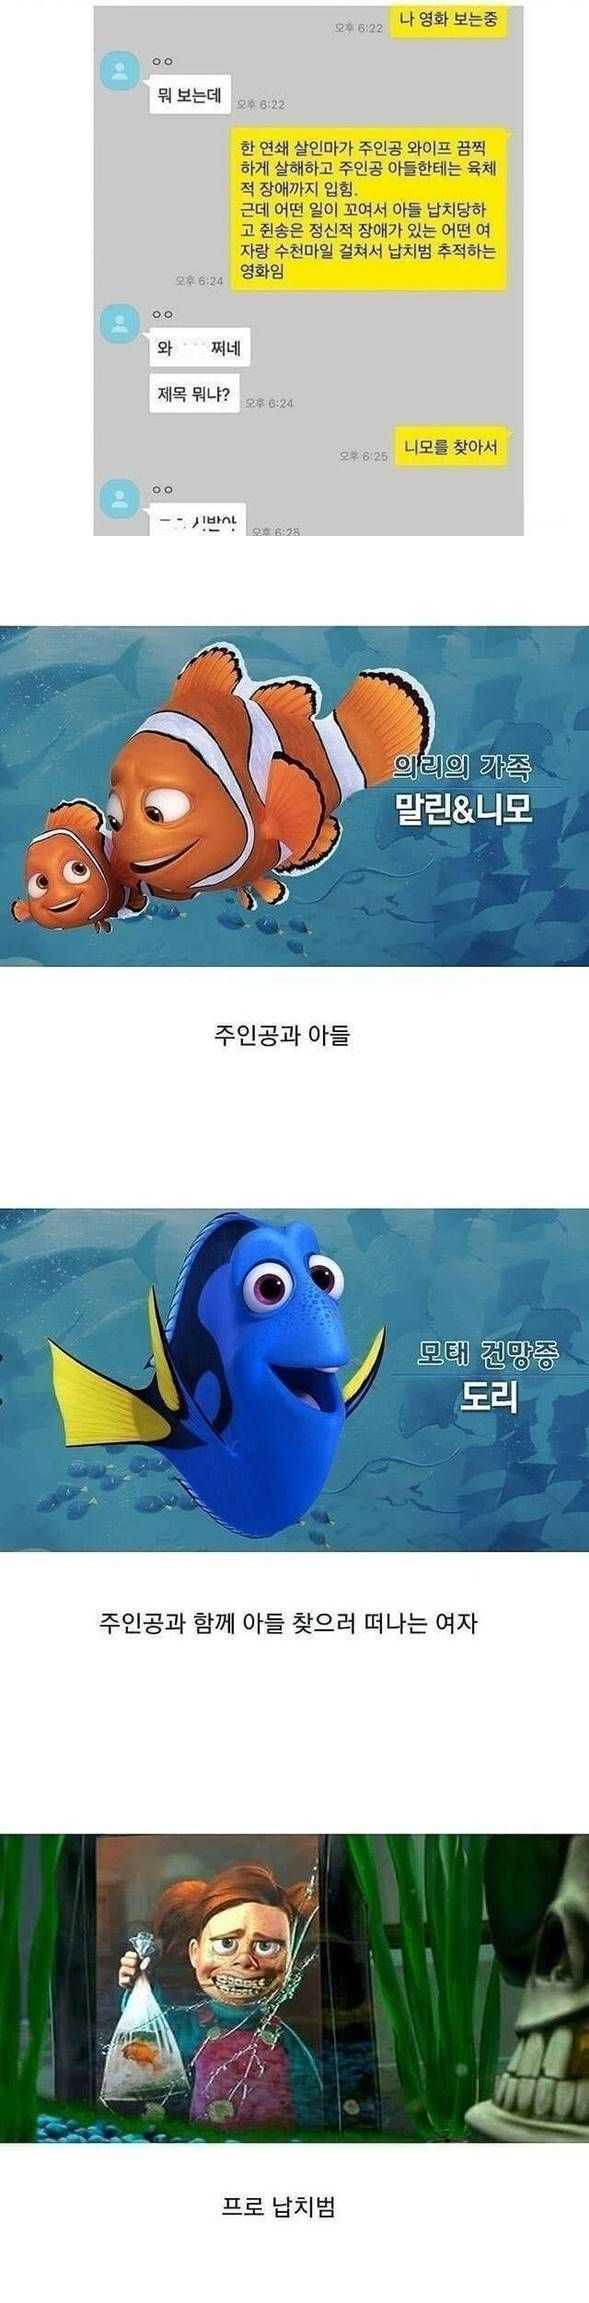 나 영화 보는중
오후 6:22
ㅇㅇ
뭐 보는데
오후 6:22
한 연쇄 살인마가 주인공 와이프 끔찍
하게 살해하고 주인공 아들한테는 육체
적 장애까지 입힘.
근데 어떤 일이 꼬여서 아들 납치당하
고 쥔송은 정신적 장애가 있는 어떤 여
자랑 수천마일 걸쳐서 납치범 추적하는
영화임
오후 6:24
ㅇㅇ
와 쩌네
제목 뭐냐?
오후 6:24
니모를 찾아서
오후 6:25
ㅇㅇ
오후 6:25
의리의 가족
말린&니모
주인공과 아들
모태 건망증
도리
주인공과 함께 아들 찾으러 떠나는 여자
프로 납치범